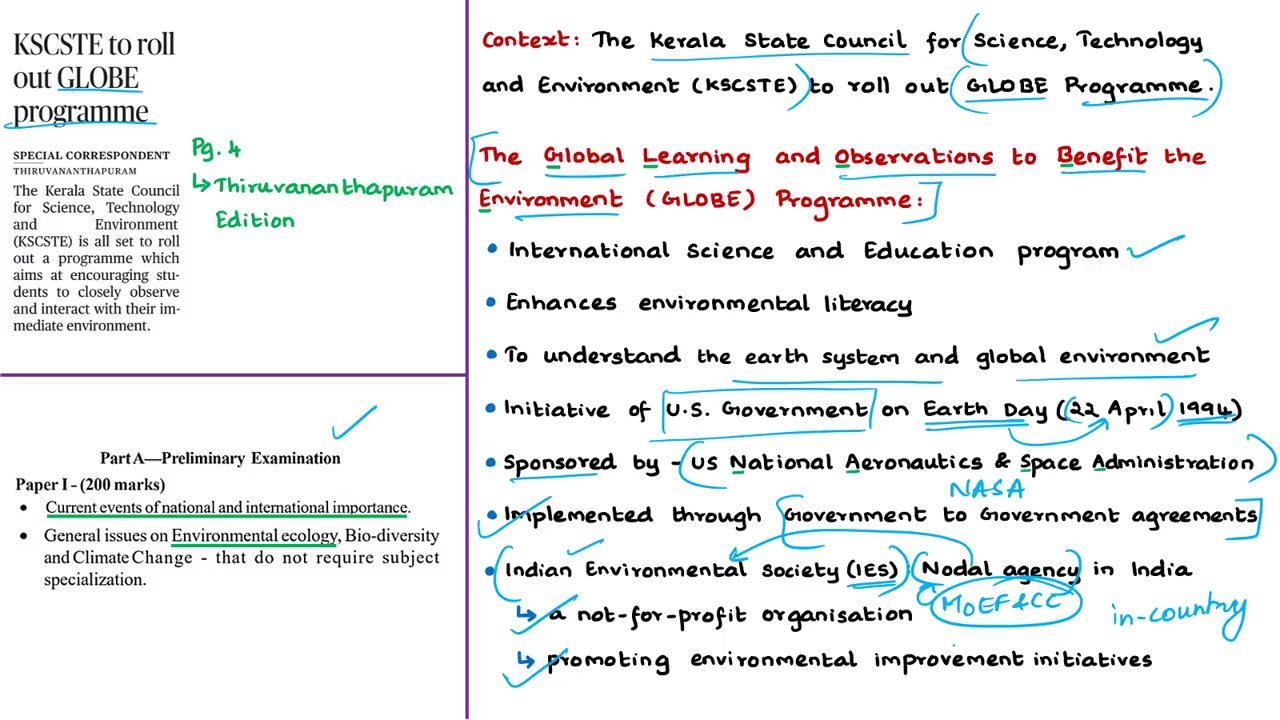 KSCSTE to roll
out GLOBE
programme
SPECIAL CORRESPONDENT
THIRUVANANTHAPURAM
The Kerala State Council
for Science, Technology
and Environment
(KSCSTE) is all set to roll
out a programme which
aims at encouraging stu-
dents to closely observe
and interact with their im-
mediate environment.
Pg. 4
↳ Thiruvananthapuram
Edition
Part A—Preliminary Examination
Paper I - (200 marks)
• Current events of national and international importance.
• General issues on Environmental ecology, Bio-diversity
and Climate Change - that do not require subject
specialization.
Context: The Kerala State Council for Science, Technology
and Environment (KSCSTE) to roll out GLOBE Programme.
The Global Learning and Observations to Benefit the
Environment (GLOBE) Programme:
• International Science and Education program
• Enhances environmental literacy
• To understand the earth system and global environment
• Initiative of U.S. Government on Earth Day (22 April) 1994)
• Sponsored by - US National Aeronautics & Space Administration
NASA
• Implemented through Government to Government agreements
• Indian Environmental society (IES) Nodal agency in India
MoEF&CC in-country
↳ a not-for-profit organisation
↳ promoting environmental improvement initiatives